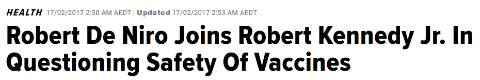 HEALTH 17/02/2017 2:50 AM AEDT | Updated 17/02/2017 2:53 AM AEDT
Robert De Niro Joins Robert Kennedy Jr. In
Questioning Safety Of Vaccines